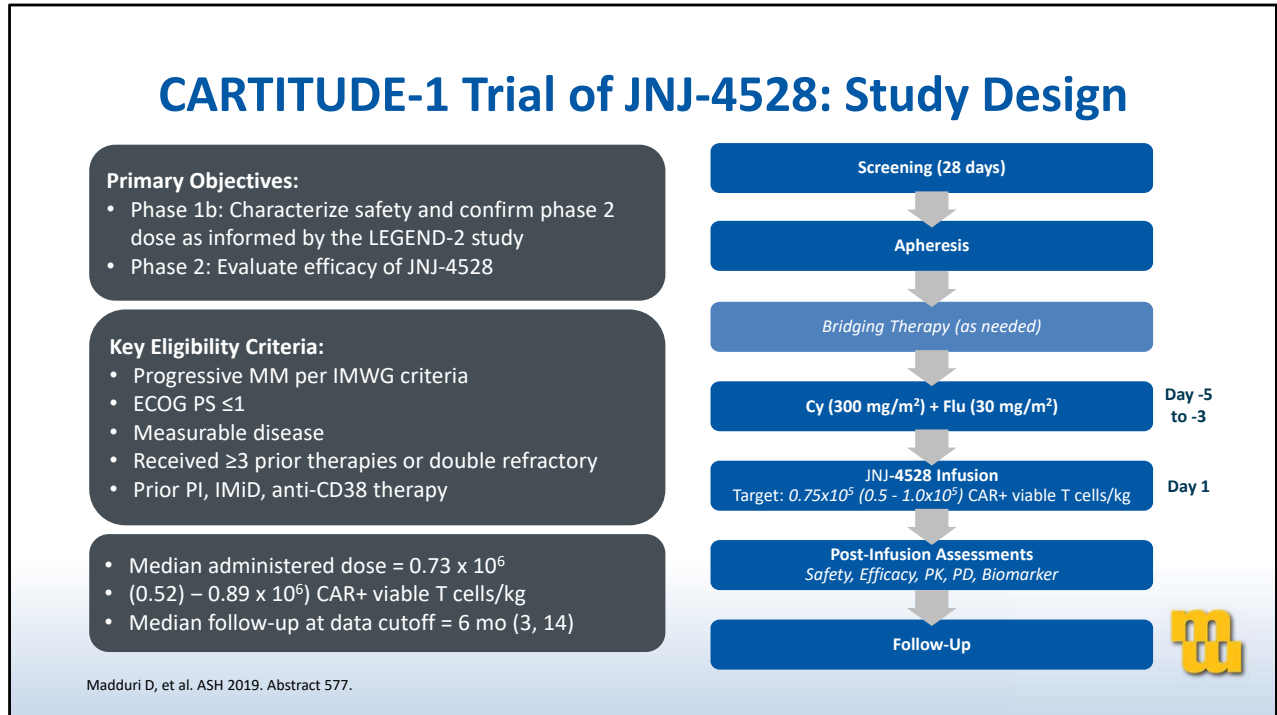 CARTITUDE-1 Trial of JNJ-4528: Study Design
Primary Objectives:
• Phase 1b: Characterize safety and confirm phase 2
dose as informed by the LEGEND-2 study
• Phase 2: Evaluate efficacy of JNJ-4528
Key Eligibility Criteria:
• Progressive MM per IMWG criteria
• ECOG PS ≤1
• Measurable disease
• Received ≥3 prior therapies or double refractory
• Prior PI, IMiD, anti-CD38 therapy
• Median administered dose = 0.73 x 10⁶
• (0.52) – 0.89 x 10⁶) CAR+ viable T cells/kg
• Median follow-up at data cutoff = 6 mo (3, 14)
Screening (28 days)
Apheresis
Bridging Therapy (as needed)
Cy (300 mg/m²) + Flu (30 mg/m²)
Day -5
to -3
JNJ-4528 Infusion
Target: 0.75x10⁵ (0.5 - 1.0x10⁵) CAR+ viable T cells/kg
Day 1
Post-Infusion Assessments
Safety, Efficacy, PK, PD, Biomarker
Follow-Up
Madduri D, et al. ASH 2019. Abstract 577.